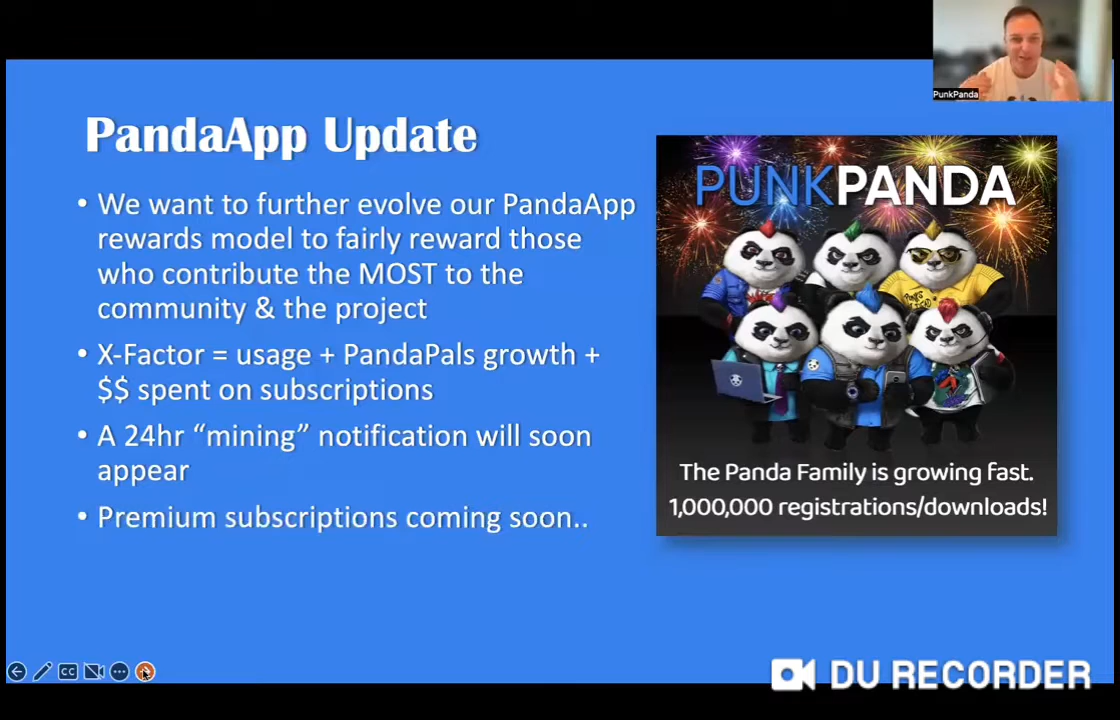 PunkPanda
PandaApp Update
• We want to further evolve our PandaApp
rewards model to fairly reward those
who contribute the MOST to the
community & the project
• X-Factor = usage + PandaPals growth +
$$ spent on subscriptions
• A 24hr “mining” notification will soon
appear
• Premium subscriptions coming soon..
PUNKPANDA
The Panda Family is growing fast.
1,000,000 registrations/downloads!
CC
DU RECORDER